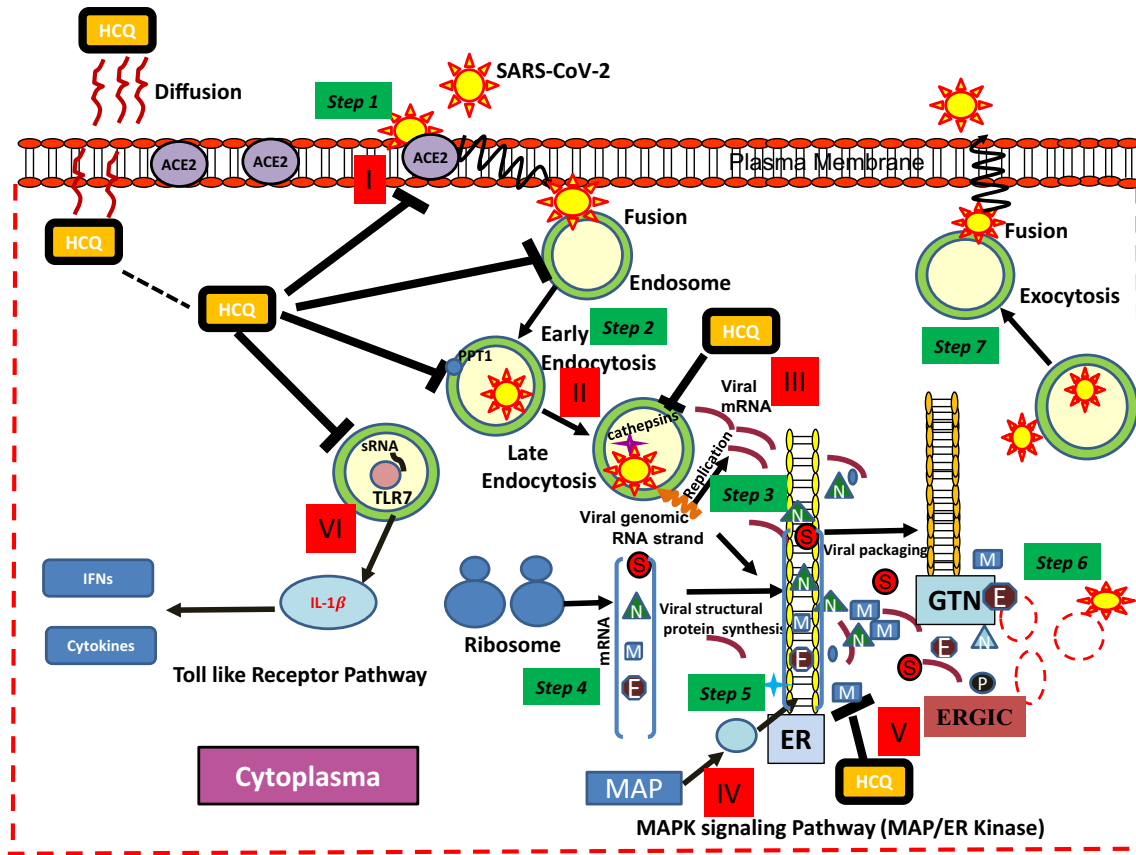 HCQ
Diffusion
SARS-CoV-2
Step 1
ACE2
ACE2
ACE2
Plasma Membrane
I
HCQ
Fusion
Fusion
HCQ
Endosome
Exocytosis
Step 2
HCQ
Step 7
Early
Endocytosis
PPT1
II
III
Viral
mRNA
cathepsins
sRNA
TLR7
Late
Endocytosis
Replication
Step 3
N
N
VI
Viral genomic
RNA strand
S
Viral packaging
IFNs
Cytokines
IL-1β
Ribosome
mRNA
S
N
M
E
Viral structural
protein synthesis
N
M
E
N
M
N
M
S
M
GTN
E
Step 6
E
N
S
P
ERGIC
Toll like Receptor Pathway
Step 4
Step 5
M
ER
V
HCQ
Cytoplasma
MAP
IV
MAPK signaling Pathway (MAP/ER Kinase)